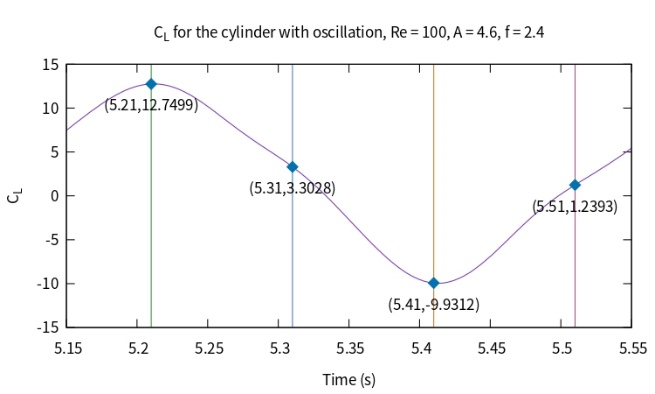 C_L for the cylinder with oscillation, Re = 100, A = 4.6, f = 2.4
15
10
5
0
-5
-10
-15
C_L
(5.21,12.7499)
(5.31,3.3028)
(5.41,-9.9312)
(5.51,1.2393)
5.15 5.2 5.25 5.3 5.35 5.4 5.45 5.5 5.55
Time (s)